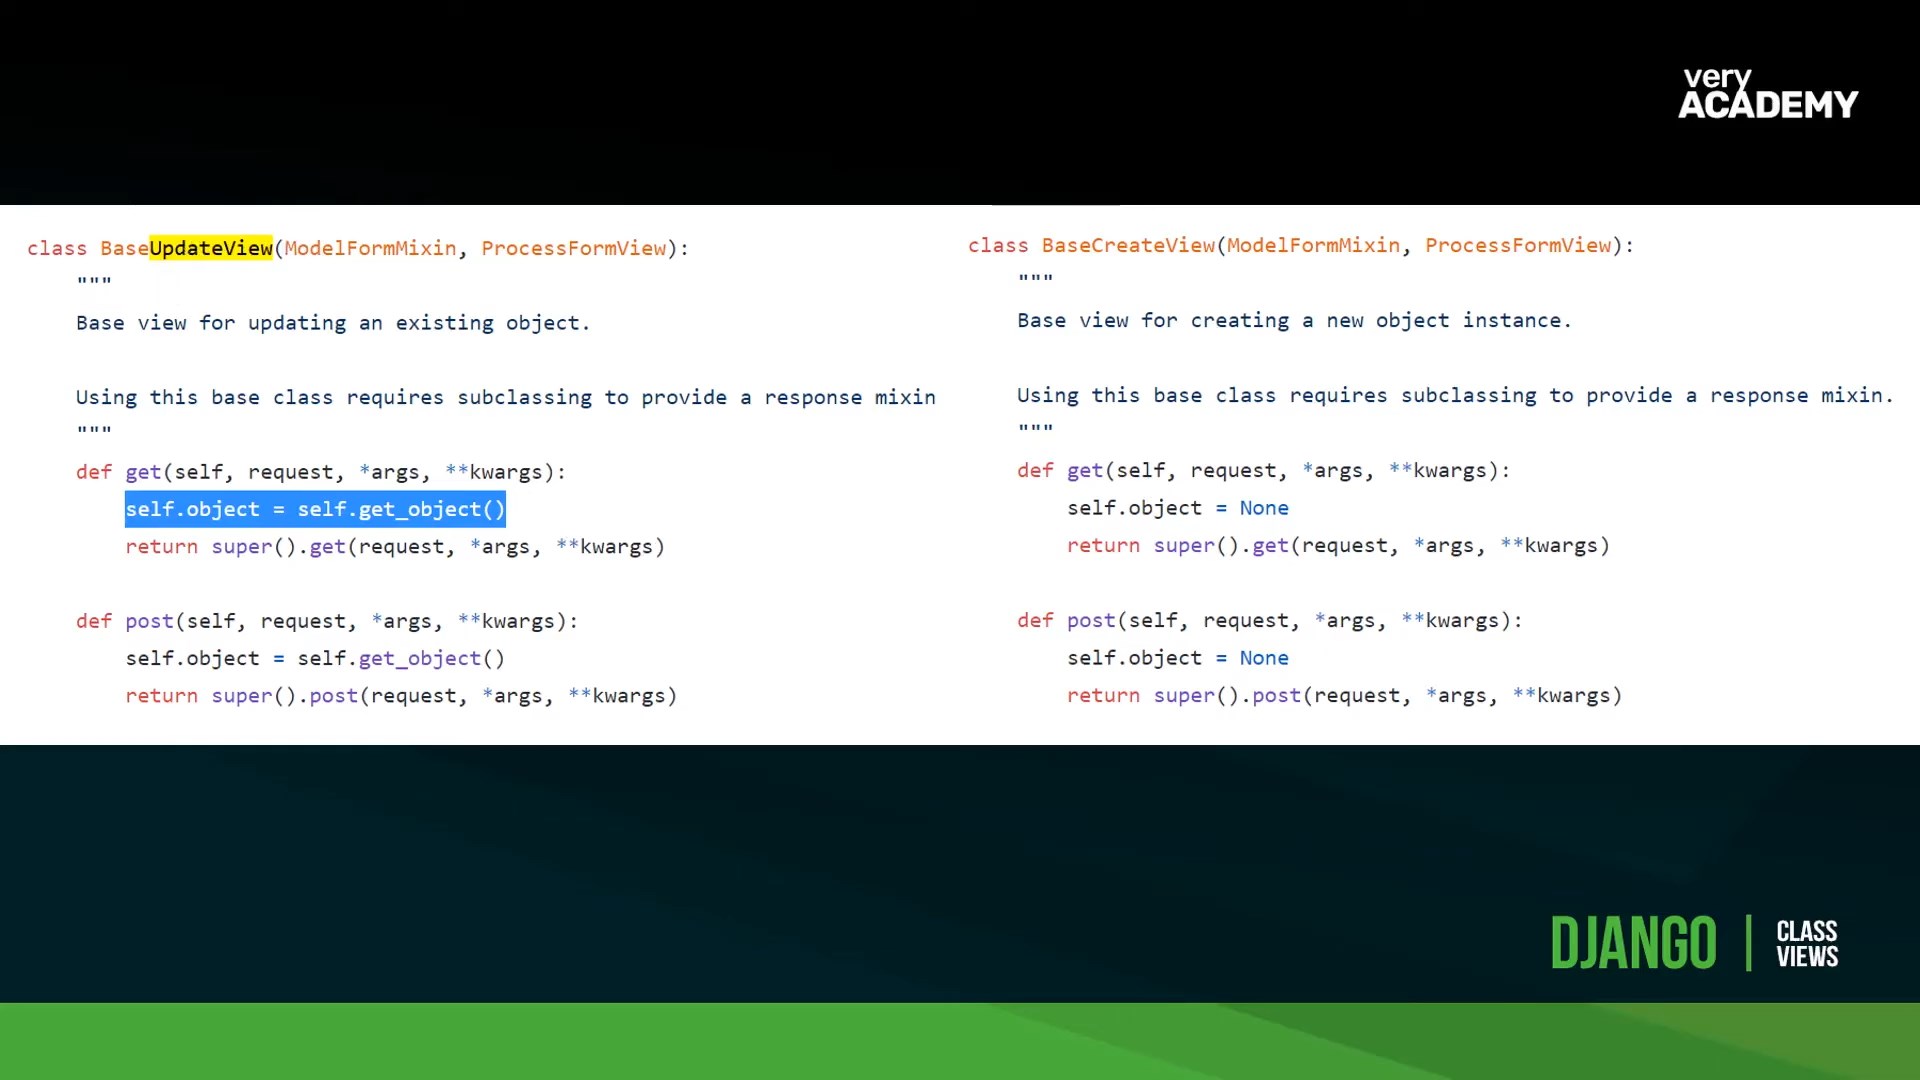 very
ACADEMY
class BaseUpdateView(ModelFormMixin, ProcessFormView):
    """
    Base view for updating an existing object.

    Using this base class requires subclassing to provide a response mixin
    """
    def get(self, request, *args, **kwargs):
        self.object = self.get_object()
        return super().get(request, *args, **kwargs)

    def post(self, request, *args, **kwargs):
        self.object = self.get_object()
        return super().post(request, *args, **kwargs)
class BaseCreateView(ModelFormMixin, ProcessFormView):
    """
    Base view for creating a new object instance.

    Using this base class requires subclassing to provide a response mixin.
    """
    def get(self, request, *args, **kwargs):
        self.object = None
        return super().get(request, *args, **kwargs)

    def post(self, request, *args, **kwargs):
        self.object = None
        return super().post(request, *args, **kwargs)
DJANGO
CLASS
VIEWS